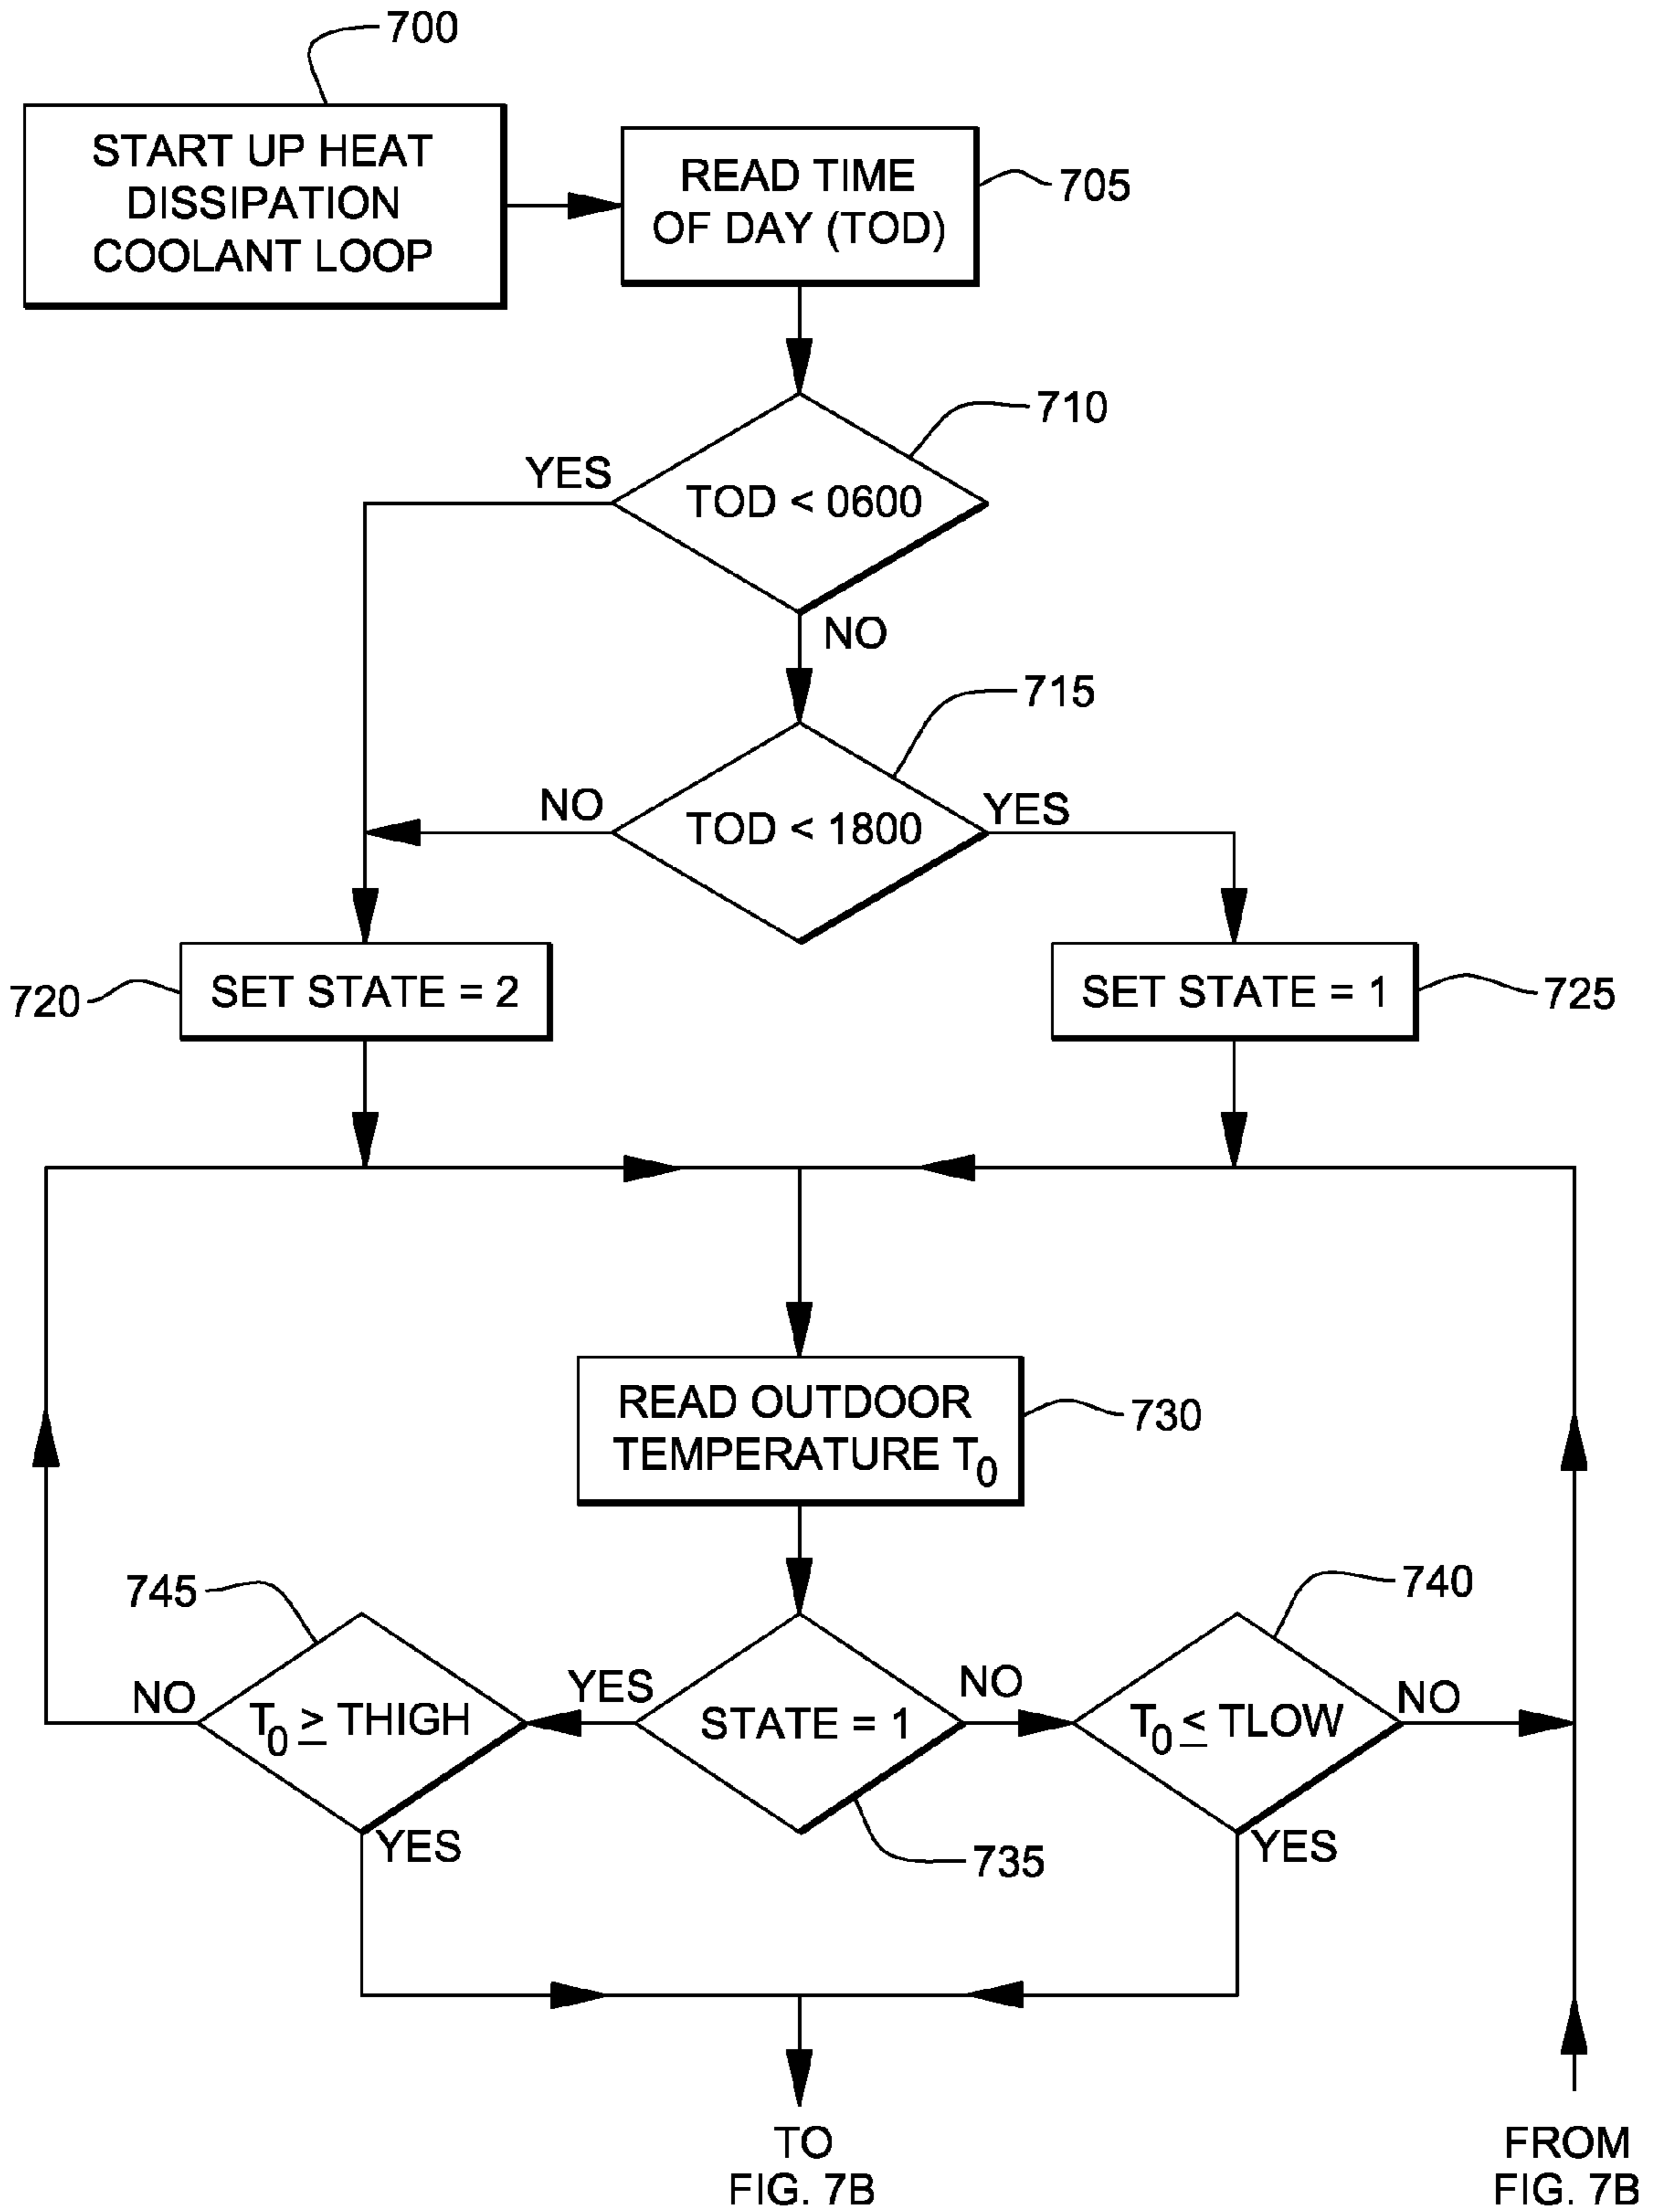 700
START UP HEAT
DISSIPATION
COOLANT LOOP
READ TIME
OF DAY (TOD)
705
710
YES
TOD < 0600
NO
715
NO
TOD < 1800
YES
720
SET STATE = 2
SET STATE = 1
725
READ OUTDOOR
TEMPERATURE T0
730
745
740
NO
T0 ≥ THIGH
YES
STATE = 1
NO
T0 ≤ TLOW
NO
YES
735
YES
TO
FIG. 7B
FROM
FIG. 7B